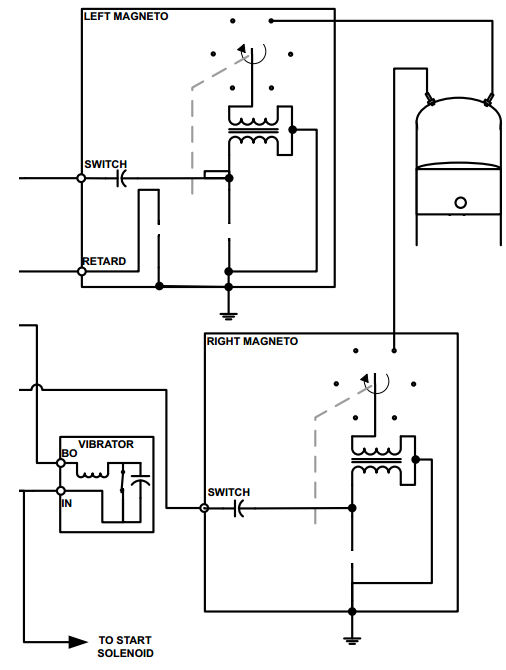 LEFT MAGNETO
SWITCH
RETARD
RIGHT MAGNETO
VIBRATOR
BO
IN
SWITCH
TO START
SOLENOID